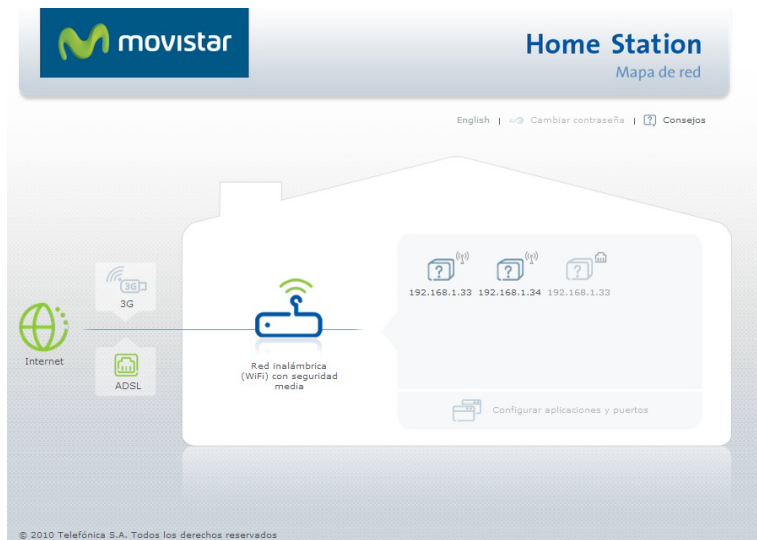 movistar
Home Station
Mapa de red
English | Cambiar contraseña | ? Consejos
3G
3G
Internet
ADSL
Red inalámbrica
(WiFi) con seguridad
media
? ? ?
192.168.1.33 192.168.1.34 192.168.1.33
Configurar aplicaciones y puertos
© 2010 Telefónica S.A. Todos los derechos reservados